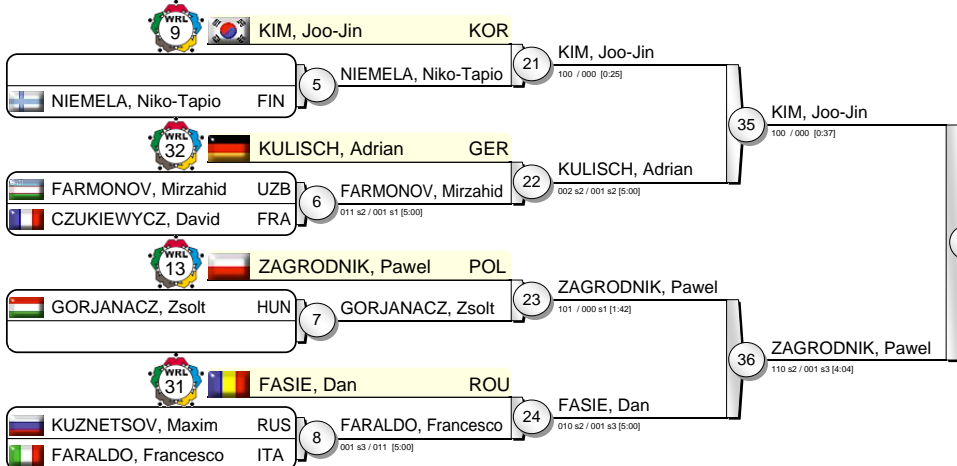 WRL
9
KIM, Joo-Jin KOR
NIEMELA, Niko-Tapio FIN
5
NIEMELA, Niko-Tapio
21
KIM, Joo-Jin
100 / 000 [0:25]
WRL
32
KULISCH, Adrian GER
FARMONOV, Mirzahid UZB
CZUKIEWYCZ, David FRA
6
FARMONOV, Mirzahid
011 s2 / 001 s1 [5:00]
22
KULISCH, Adrian
002 s2 / 001 s2 [5:00]
35
KIM, Joo-Jin
100 / 000 [0:37]
WRL
13
ZAGRODNIK, Pawel POL
GORJANACZ, Zsolt HUN
7
GORJANACZ, Zsolt
23
ZAGRODNIK, Pawel
101 / 000 s1 [1:42]
WRL
31
FASIE, Dan ROU
KUZNETSOV, Maxim RUS
FARALDO, Francesco ITA
8
FARALDO, Francesco
001 s3 / 011 [5:00]
24
FASIE, Dan
010 s2 / 001 s3 [5:00]
36
ZAGRODNIK, Pawel
110 s2 / 001 s3 [4:04]